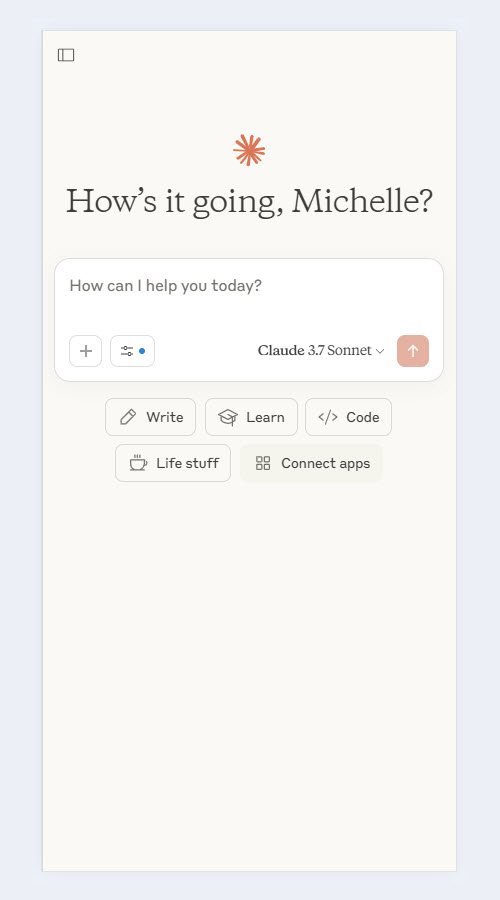 How's it going, Michelle?
How can I help you today?
Claude 3.7 Sonnet
Write
Learn
Code
Life stuff
Connect apps